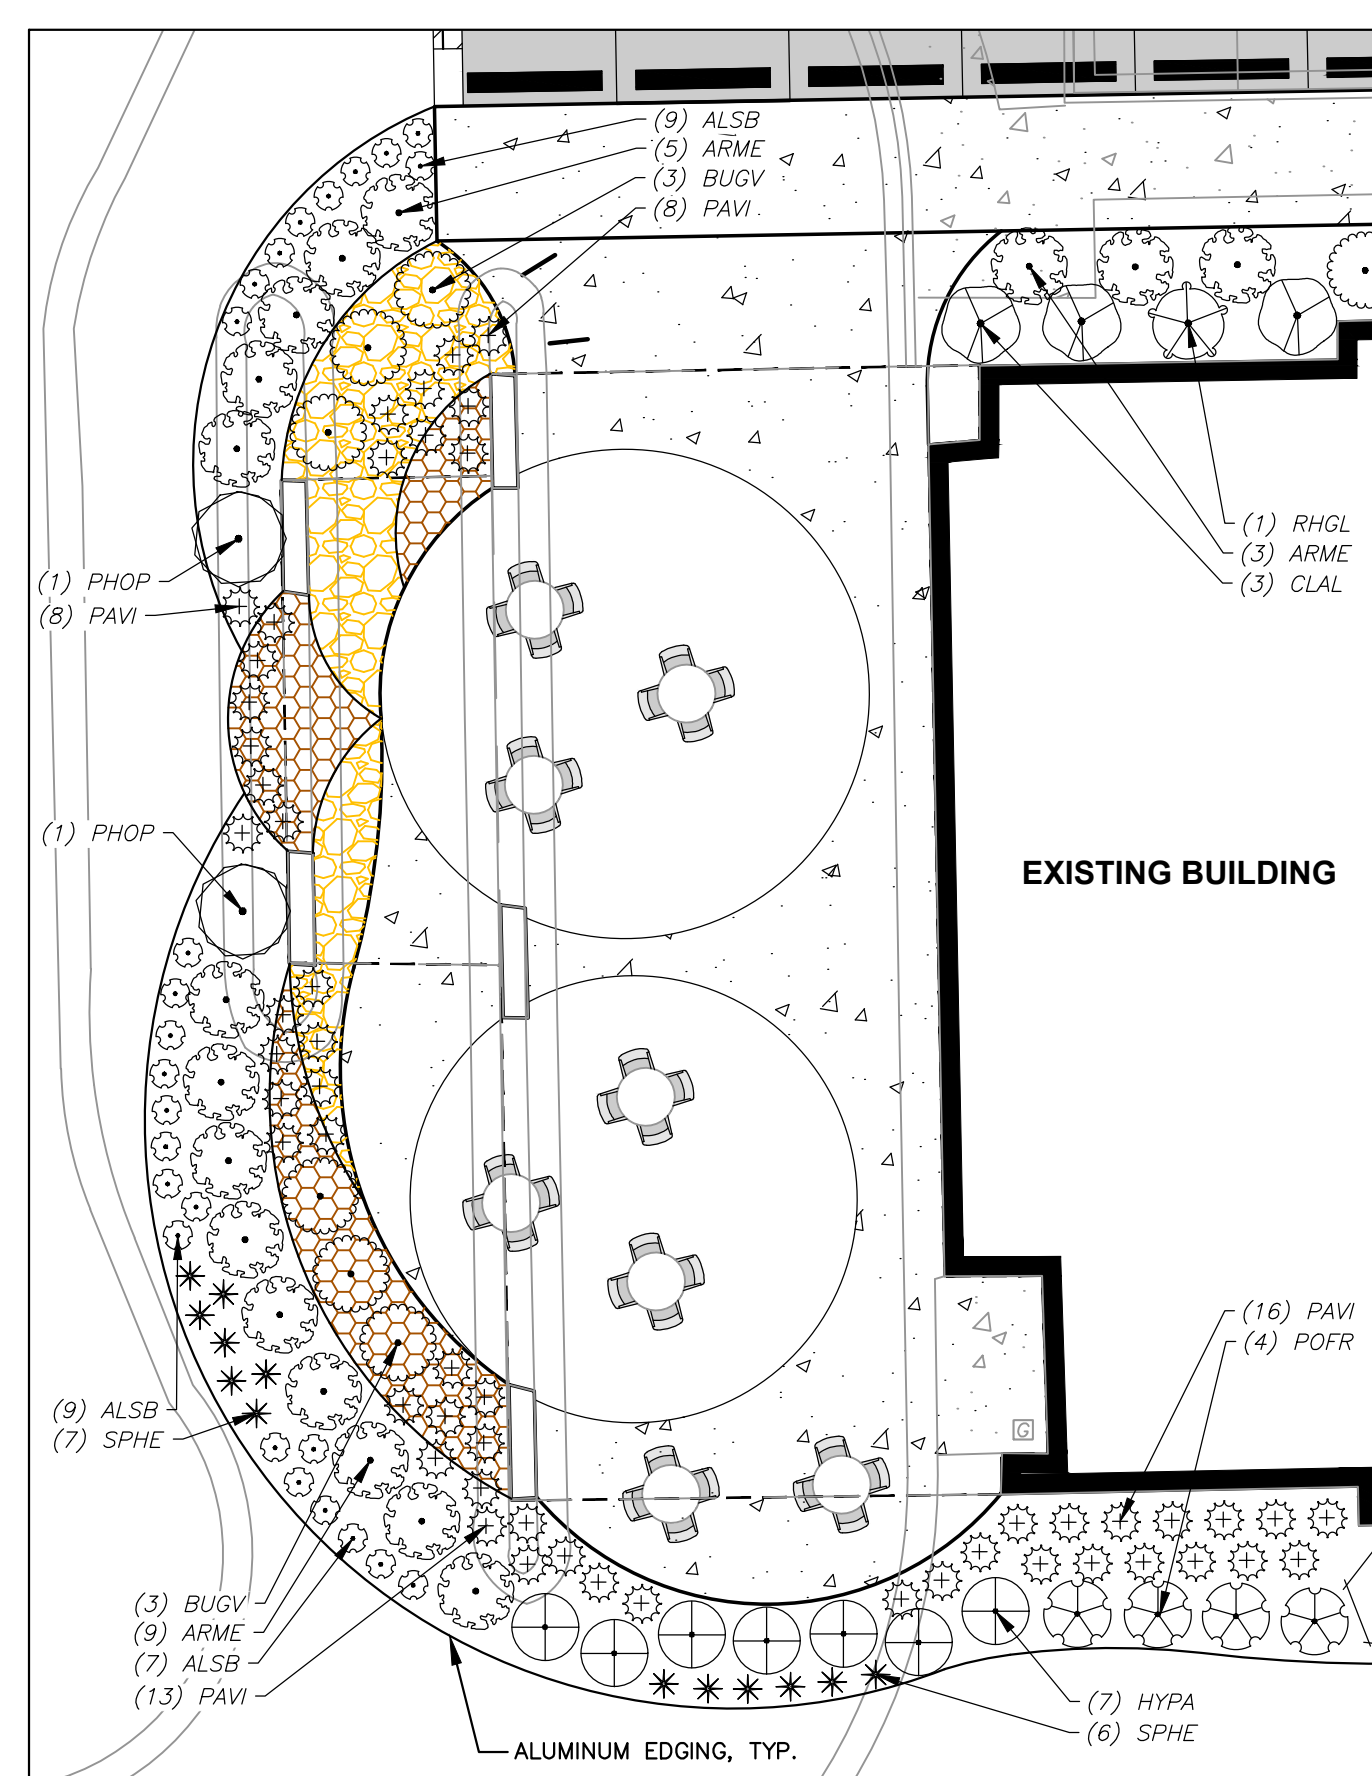 (9) ALSB
(5) ARME
(3) BUGV
(8) PAVI
(1) RHGL
(3) ARME
(3) CLAL
(1) PHOP
(8) PAVI
(1) PHOP
EXISTING BUILDING
(16) PAVI
(4) POFR
(9) ALSB
(7) SPHE
G
(3) BUGV
(9) ARME
(7) ALSB
(13) PAVI
(7) HYPA
(6) SPHE
ALUMINUM EDGING, TYP.